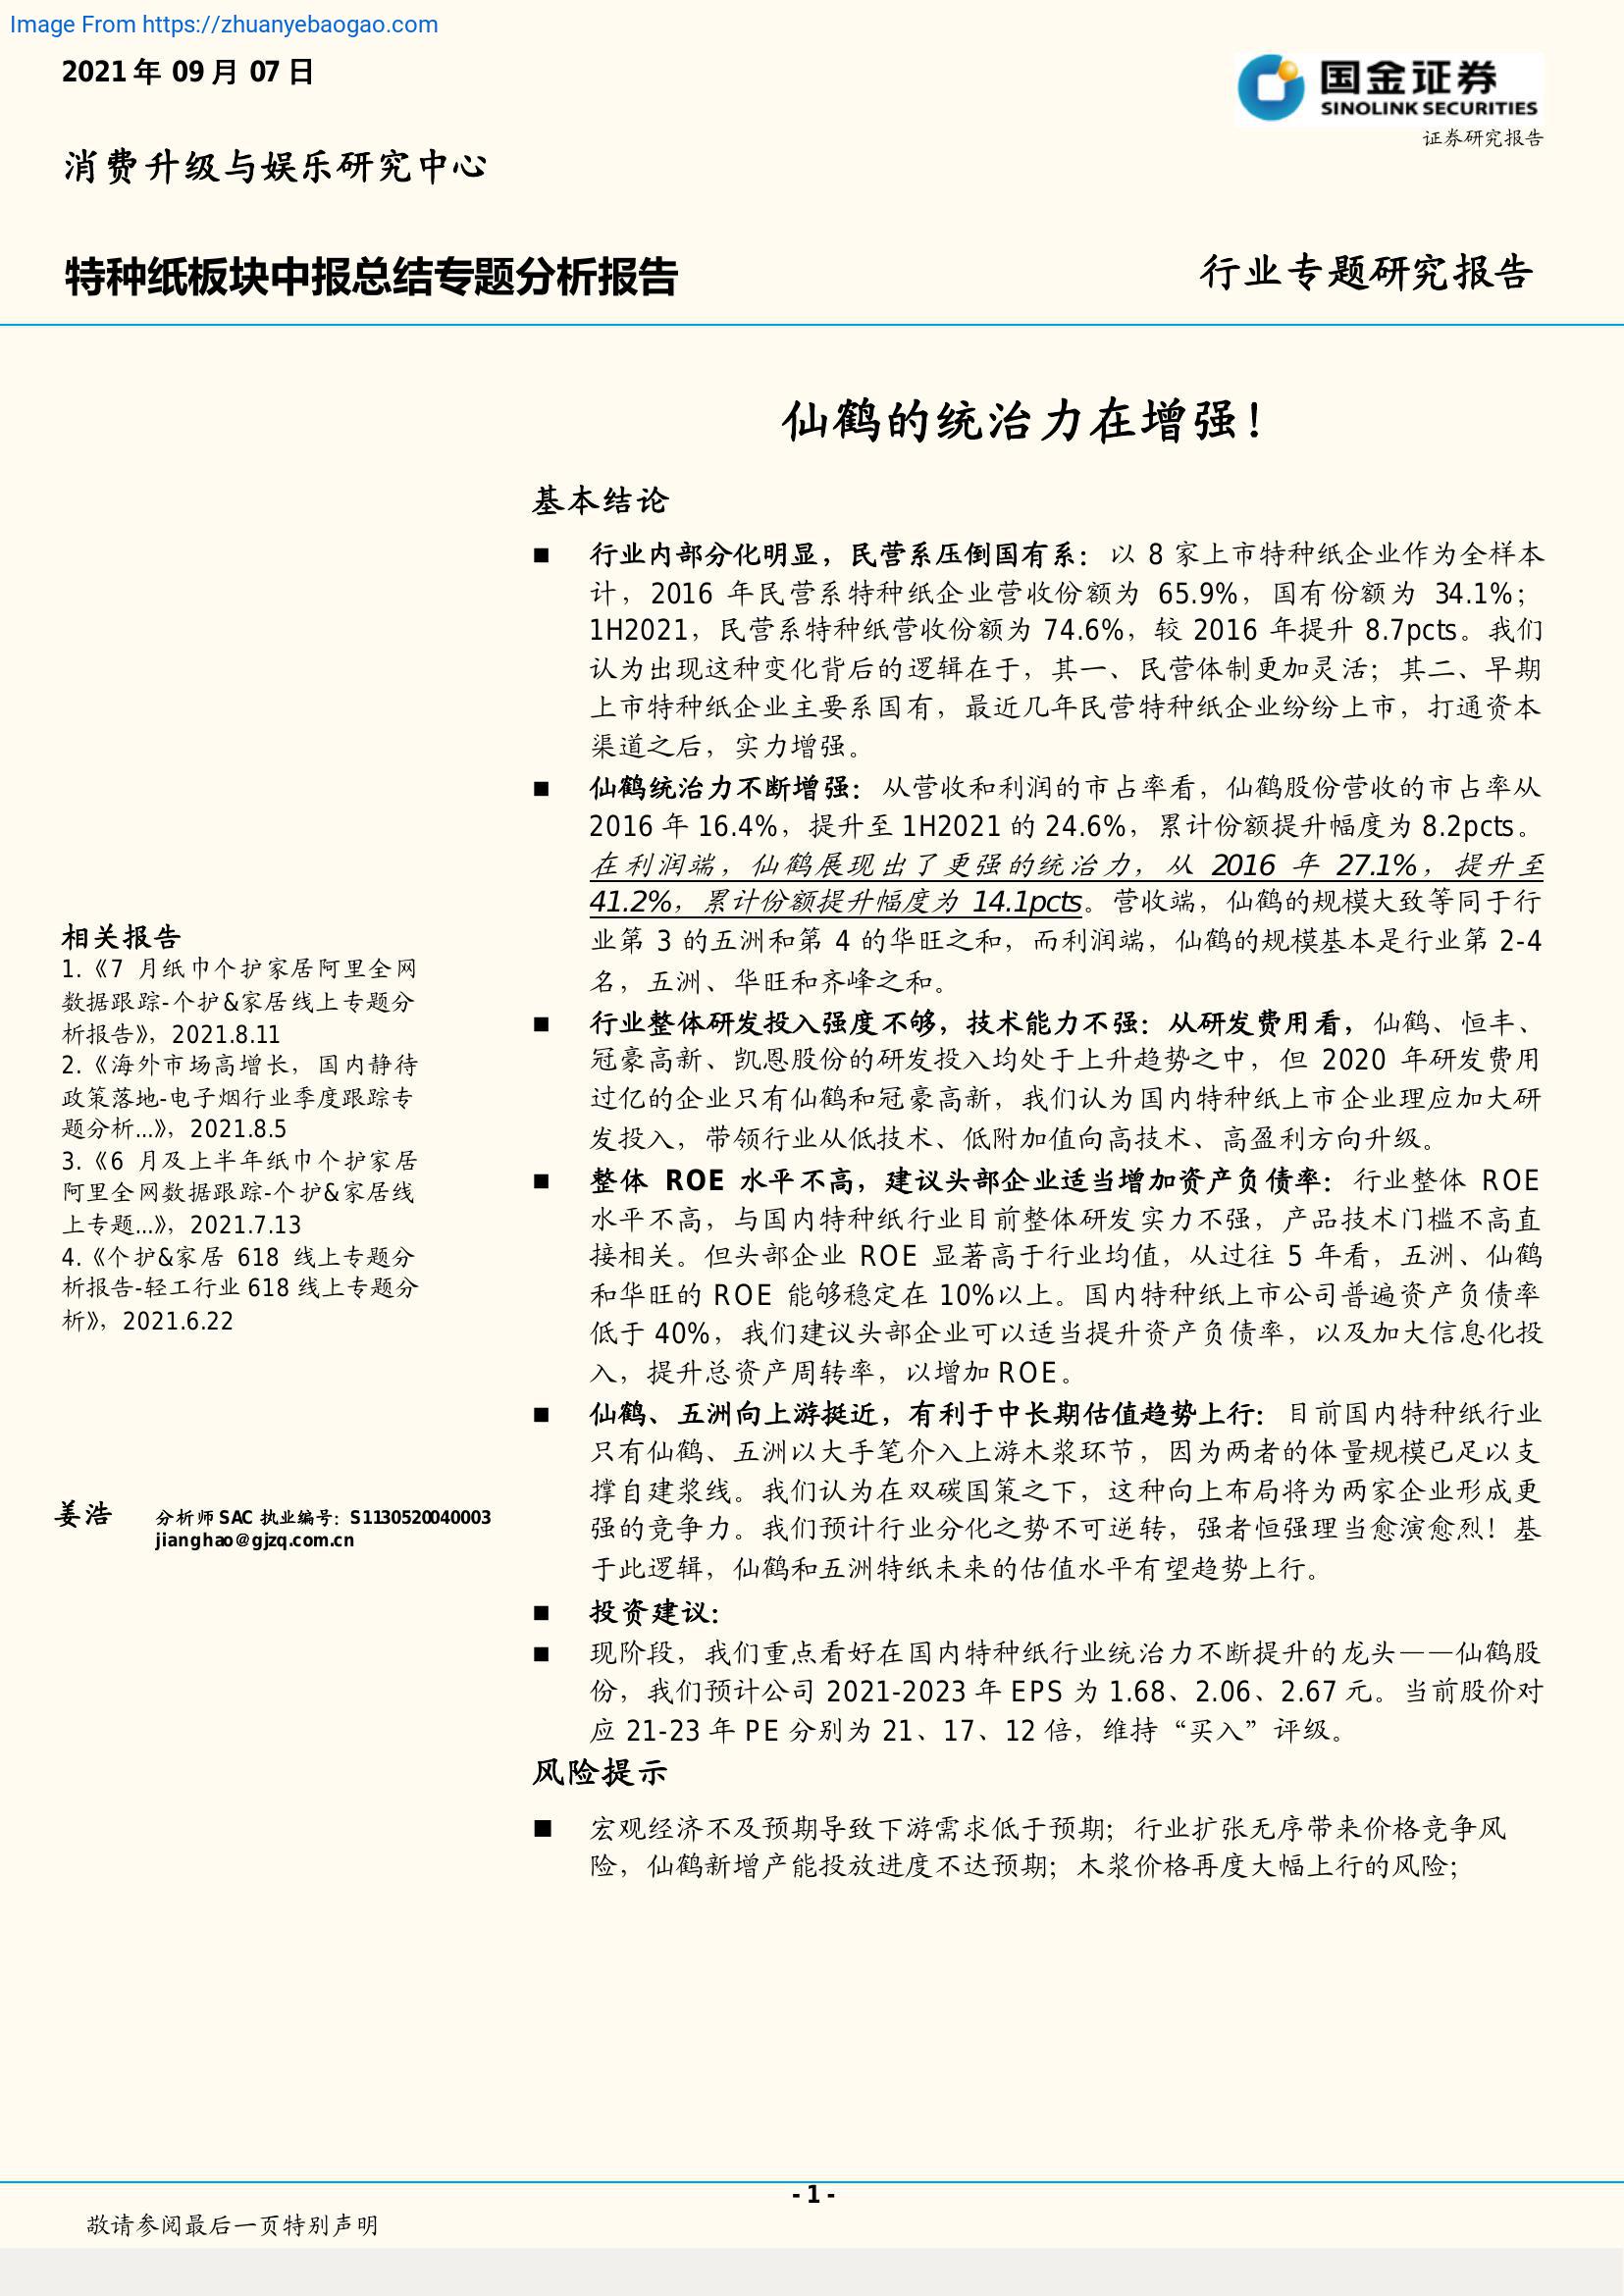 Image From https://zhuanyebaogao.com
2021 年 09 月 07 日
国金证券
SINOLINK SECURITIES
证券研究报告
消费升级与娱乐研究中心
特种纸板块中报总结专题分析报告
行业专题研究报告
仙鹤的统治力在增强！
基本结论
■ 行业内部分化明显，民营系压倒国有系：以 8 家上市特种纸企业作为全样本
计，2016 年民营系特种纸企业营收份额为 65.9%，国有份额为 34.1%；
1H2021，民营系特种纸营收份额为 74.6%，较 2016 年提升 8.7pcts。我们
认为出现这种变化背后的逻辑在于，其一、民营体制更加灵活；其二、早期
上市特种纸企业主要系国有，最近几年民营特种纸企业纷纷上市，打通资本
渠道之后，实力增强。
■ 仙鹤统治力不断增强：从营收和利润的市占率看，仙鹤股份营收的市占率从
2016 年 16.4%，提升至 1H2021 的 24.6%，累计份额提升幅度为 8.2pcts。
在利润端，仙鹤展现出了更强的统治力，从 2016 年 27.1%，提升至
41.2%，累计份额提升幅度为 14.1pcts。营收端，仙鹤的规模大致等同于行
业第 3 的五洲和第 4 的华旺之和，而利润端，仙鹤的规模基本是行业第 2-4
名，五洲、华旺和齐峰之和。
■ 行业整体研发投入强度不够，技术能力不强：从研发费用看，仙鹤、恒丰、
冠豪高新、凯恩股份的研发投入均处于上升趋势之中，但 2020 年研发费用
过亿的企业只有仙鹤和冠豪高新，我们认为国内特种纸上市企业理应加大研
发投入，带领行业从低技术、低附加值向高技术、高盈利方向升级。
■ 整体 ROE 水平不高，建议头部企业适当增加资产负债率：行业整体 ROE
水平不高，与国内特种纸行业目前整体研发实力不强，产品技术门槛不高直
接相关。但头部企业 ROE 显著高于行业均值，从过往 5 年看，五洲、仙鹤
和华旺的 ROE 能够稳定在 10%以上。国内特种纸上市公司普遍资产负债率
低于 40%，我们建议头部企业可以适当提升资产负债率，以及加大信息化投
入，提升总资产周转率，以增加 ROE。
■ 仙鹤、五洲向上游挺近，有利于中长期估值趋势上行：目前国内特种纸行业
只有仙鹤、五洲以大手笔介入上游木浆环节，因为两者的体量规模已足以支
撑自建浆线。我们认为在双碳国策之下，这种向上布局将为两家企业形成更
强的竞争力。我们预计行业分化之势不可逆转，强者恒强理当愈演愈烈！基
于此逻辑，仙鹤和五洲特纸未来的估值水平有望趋势上行。
■ 投资建议：
■ 现阶段，我们重点看好在国内特种纸行业统治力不断提升的龙头——仙鹤股
份，我们预计公司 2021-2023 年 EPS 为 1.68、2.06、2.67 元。当前股价对
应 21-23 年 PE 分别为 21、17、12 倍，维持“买入”评级。
风险提示
■ 宏观经济不及预期导致下游需求低于预期；行业扩张无序带来价格竞争风
险，仙鹤新增产能投放进度不达预期；木浆价格再度大幅上行的风险；
相关报告
1.《7 月纸巾个护家居阿里全网
数据跟踪-个护&家居线上专题分
析报告》，2021.8.11
2.《海外市场高增长，国内静待
政策落地-电子烟行业季度跟踪专
题分析...》，2021.8.5
3.《6 月及上半年纸巾个护家居
阿里全网数据跟踪-个护&家居线
上专题...》，2021.7.13
4.《个护&家居 618 线上专题分
析报告-轻工行业 618 线上专题分
析》，2021.6.22
姜浩 分析师 SAC 执业编号：S1130520040003
jianghao@gjzq.com.cn
- 1 -
敬请参阅最后一页特别声明